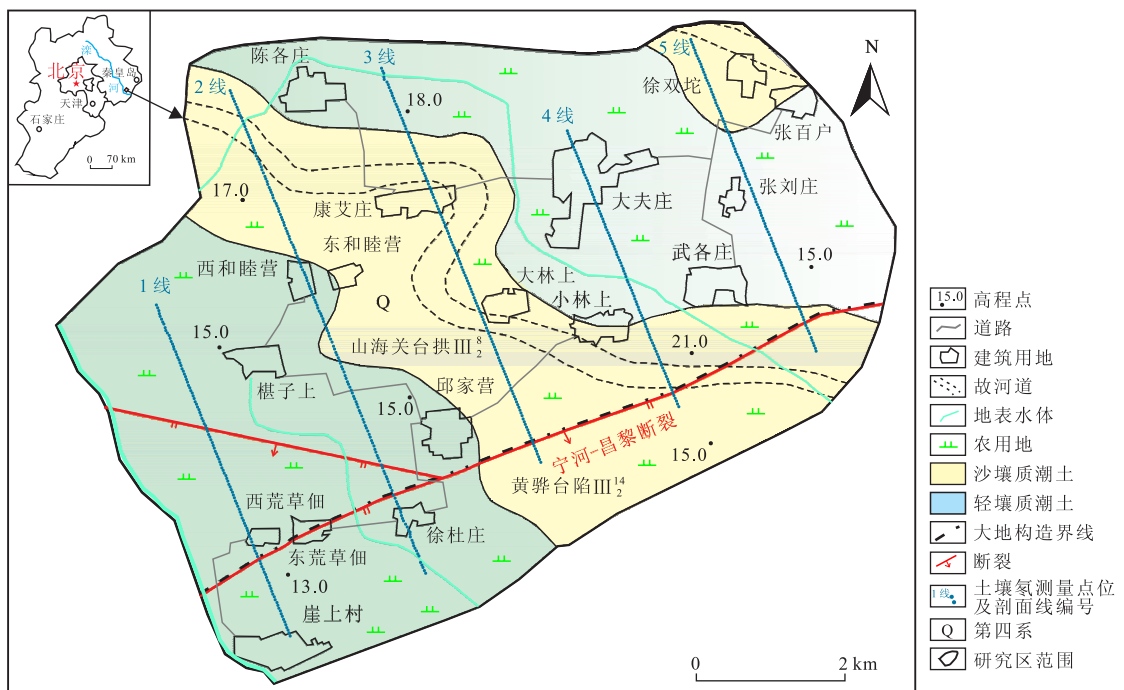 滦
河
北京
秦皇岛
天津
石家庄
0 70 km
N
陈各庄
3 线
5 线
徐双坨
2 线
18.0
4 线
张百户
17.0
康艾庄
大夫庄
张刘庄
东和睦营
西和睦营
大林上
武各庄
15.0
1 线
Q
小林上
15.0
山海关台拱Ⅲ₂⁸
21.0
椹子上
邱家营
15.0
宁河-昌黎断裂
15.0
黄骅台陷Ⅲ₂¹⁴
西荒草佃
徐杜庄
东荒草佃
13.0
崖上村
0 2 km
15.0 高程点
道路
建筑用地
故河道
地表水体
农用地
沙壤质潮土
轻壤质潮土
大地构造界线
断裂
1线 土壤氡测量点位
及剖面线编号
Q 第四系
研究区范围